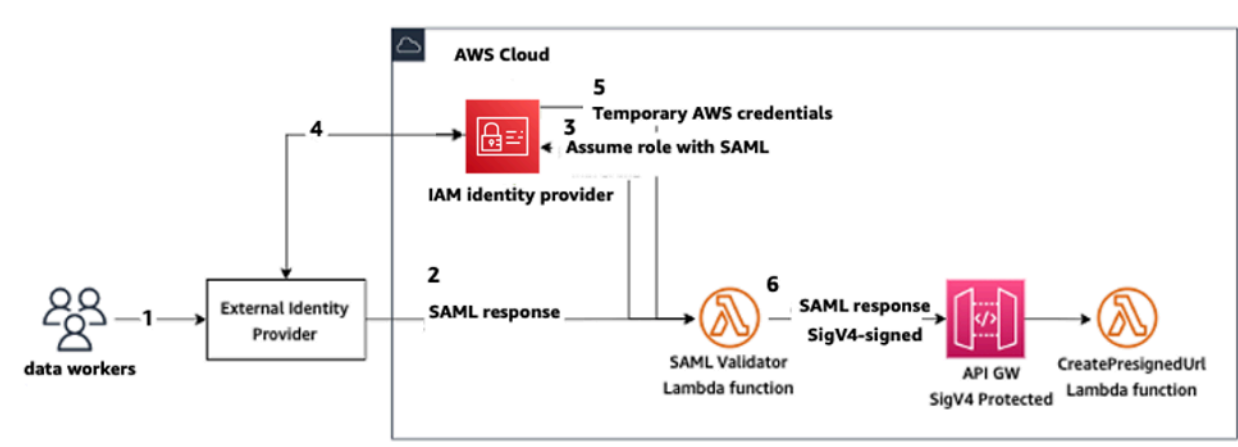 AWS Cloud
5
Temporary AWS credentials
3
Assume role with SAML
4
IAM identity provider
2
SAML response
1
External Identity
Provider
data workers
6
SAML response
SigV4-signed
SAML Validator
Lambda function
</>
API GW
SigV4 Protected
CreatePresignedUrl
Lambda function